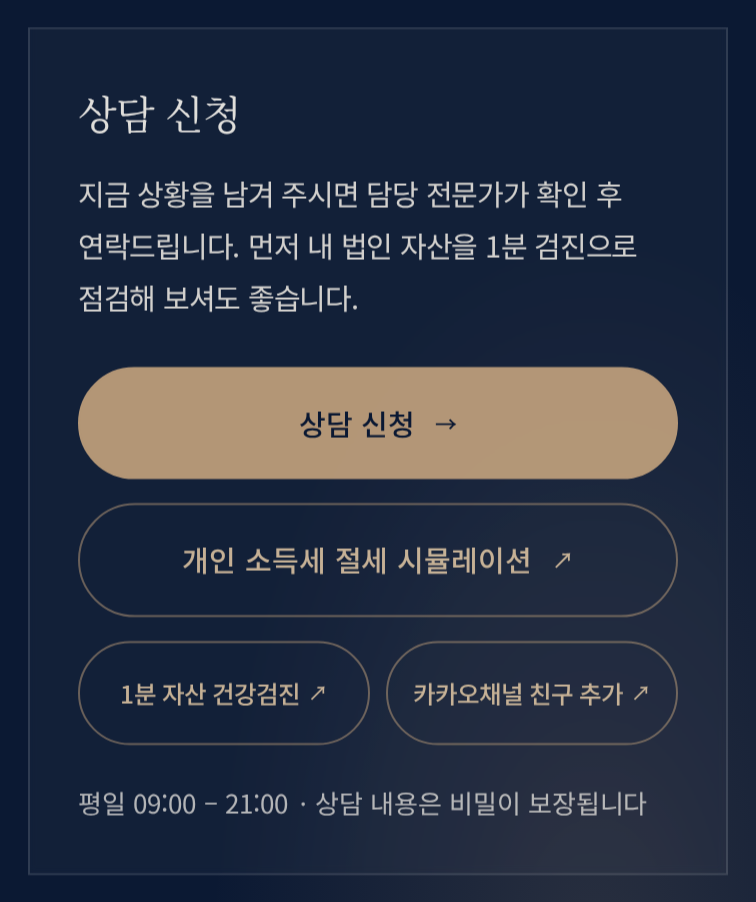 상담 신청
지금 상황을 남겨 주시면 담당 전문가가 확인 후
연락드립니다. 먼저 내 법인 자산을 1분 검진으로
점검해 보셔도 좋습니다.
상담 신청 →
개인 소득세 절세 시뮬레이션 ↗
1분 자산 건강검진 ↗
카카오채널 친구 추가 ↗
평일 09:00 – 21:00 · 상담 내용은 비밀이 보장됩니다